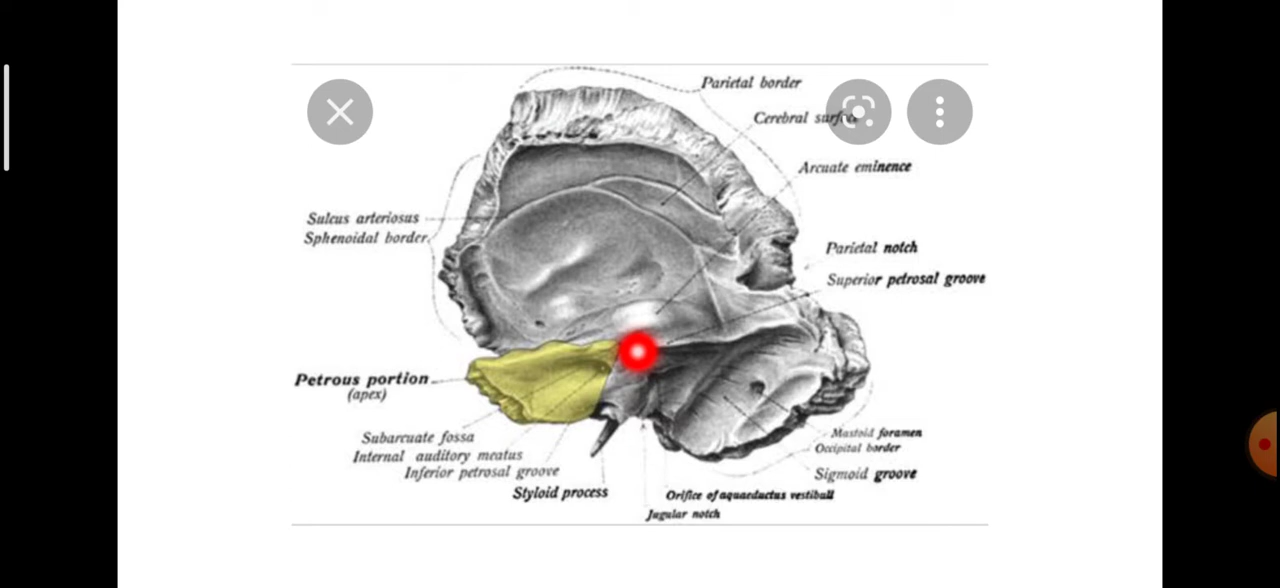 Parietal border
Cerebral
Arcuate eminence
Sulcus arteriosus
Sphenoidal border
Parietal notch
Superior petrosal groove
Petrous portion
(apex)
Subarcuate fossa
Internal auditory meatus
Inferior petrosal groove
Styloid process
Mastoid foramen
Occipital border
Sigmoid groove
Orifice of aquaeductus vestibuli
Jugular notch